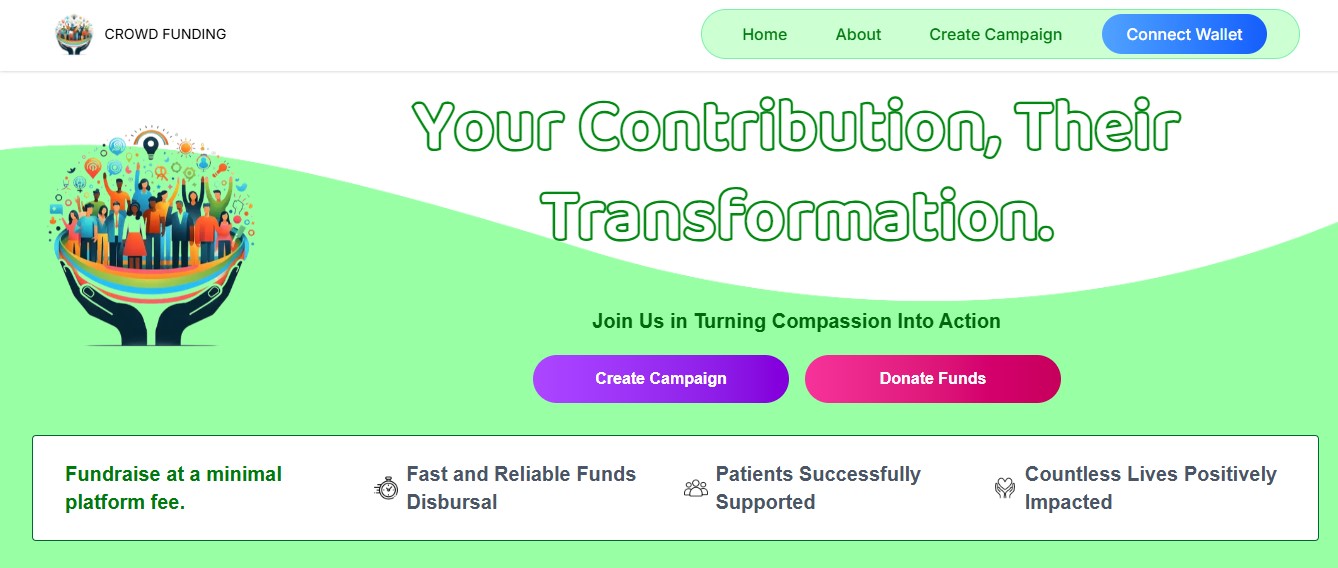 CROWD FUNDING
Home
About
Create Campaign
Connect Wallet
Your Contribution, Their
Transformation.
Join Us in Turning Compassion Into Action
Create Campaign
Donate Funds
Fundraise at a minimal
platform fee.
Fast and Reliable Funds
Disbursal
Patients Successfully
Supported
Countless Lives Positively
Impacted